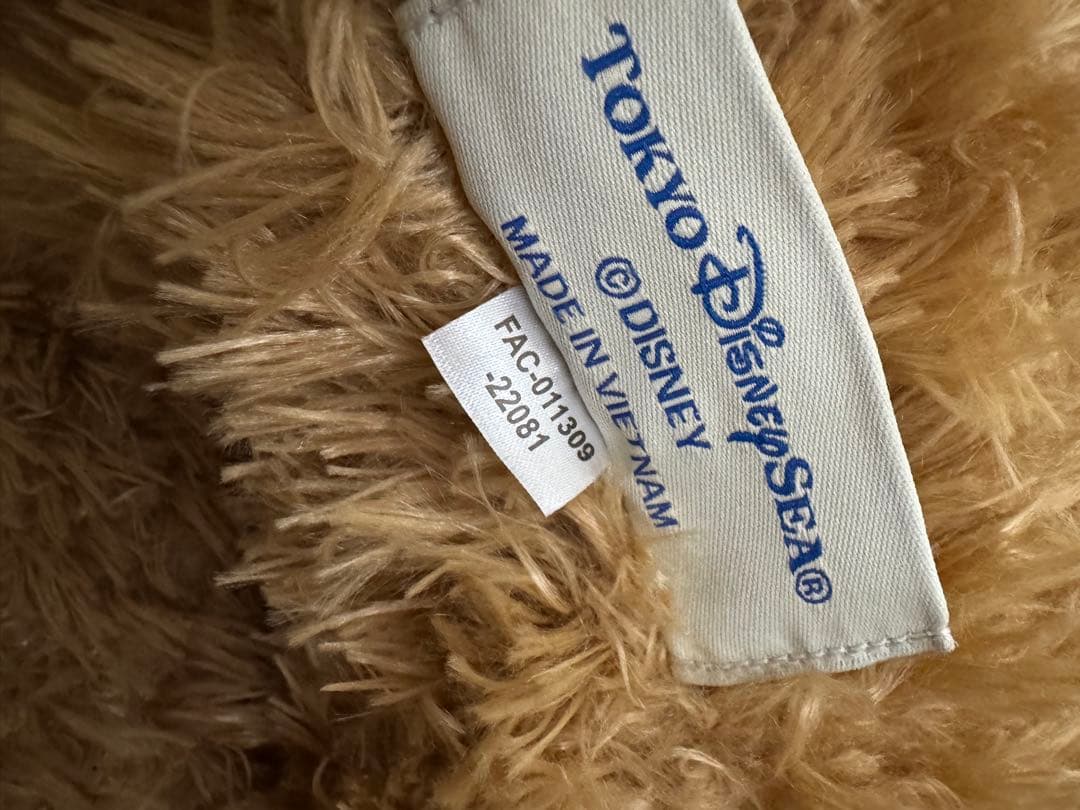 TOKYO DISNEYSEA®
©DISNEY
MADE IN VIETNAM
FAC-011309
-22081